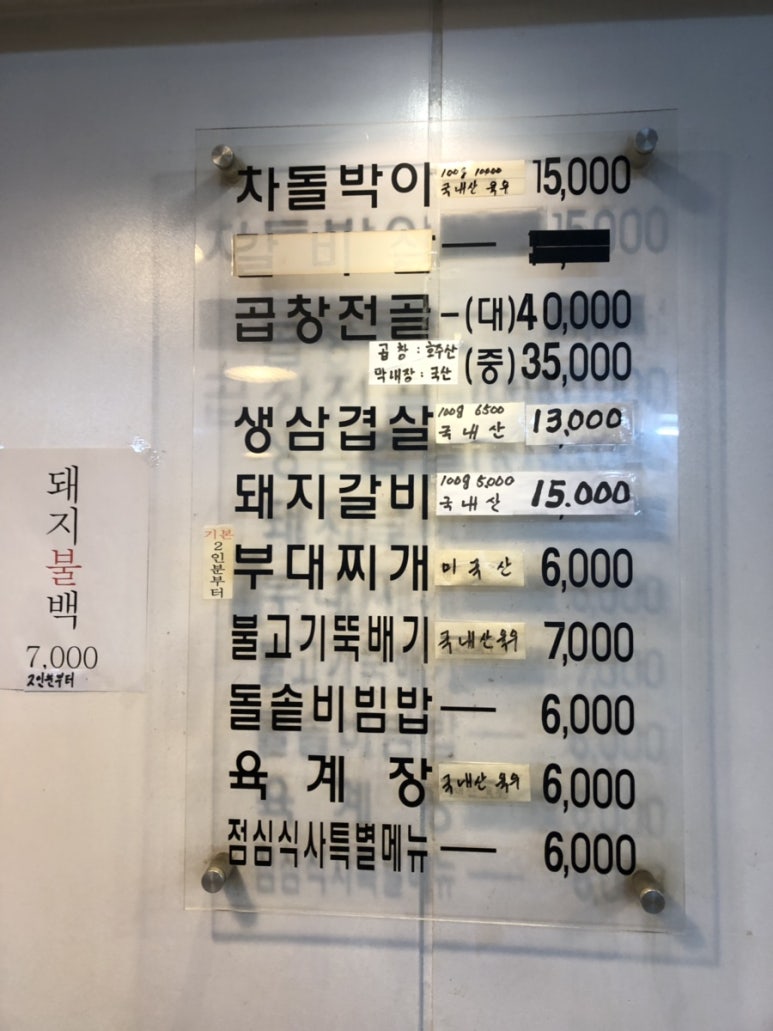 차돌박이 100g 10000 국내산 육우 15,000
곱창전골 - (대) 40,000
곱창 : 호주산 막내장 : 국산 (중) 35,000
생삼겹살 100g 6500 국내산 13,000
돼지갈비 100g 5,000 국내산 15.000
기본 2인분부터 부대찌개 미국산 6,000
불고기뚝배기 국내산육우 7,000
돌솥비빔밥 — 6,000
육계장 국내산 육우 6,000
점심식사특별메뉴 — 6,000
돼지불백
7,000
2인분부터